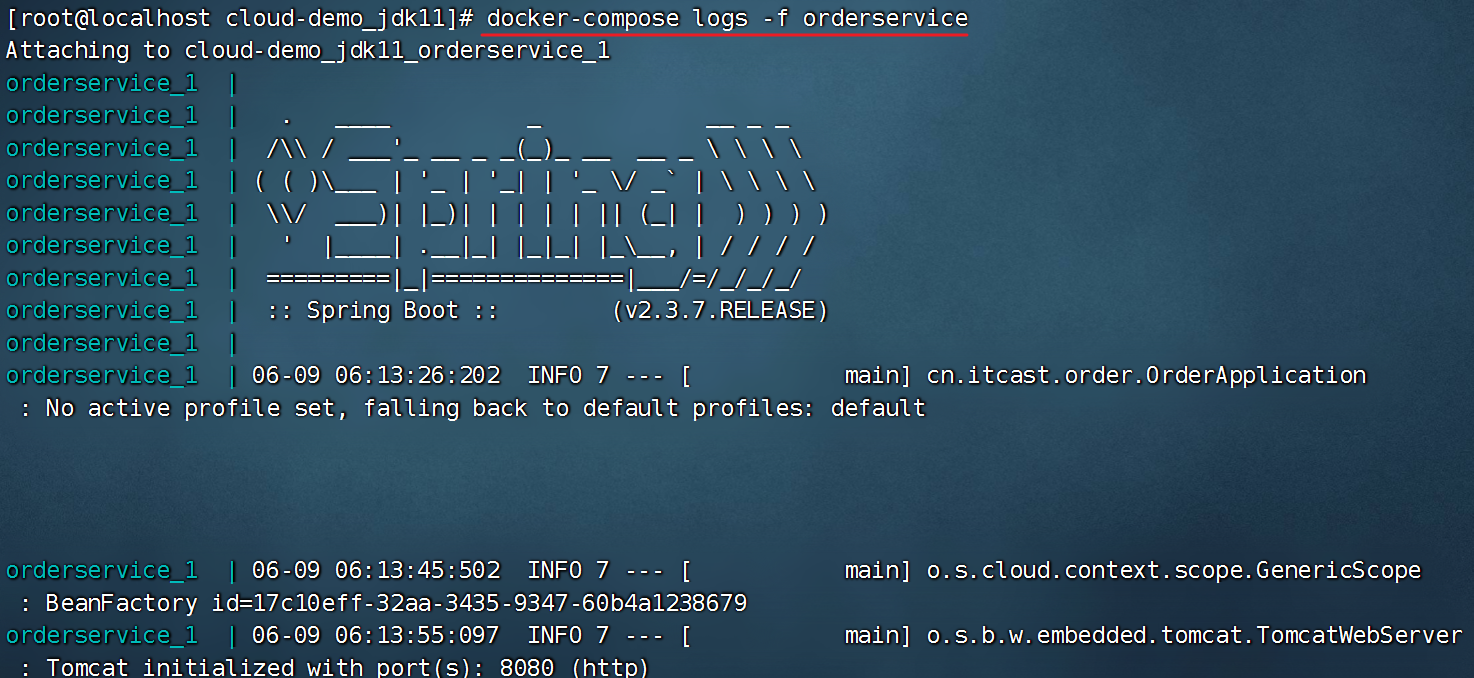 [root@localhost cloud-demo_jdk11]# docker-compose logs -f orderservice
Attaching to cloud-demo_jdk11_orderservice_1
orderservice_1  |
orderservice_1  |   .   ____          _            __ _ _
orderservice_1  |  /\\ / ___'_ __ _ _(_)_ __  __ _ \ \ \ \
orderservice_1  | ( ( )\___ | '_ | '_| | '_ \/ _` | \ \ \ \
orderservice_1  |  \\/  ___)| |_)| | | | | || (_| |  ) ) ) )
orderservice_1  |   '  |____| .__|_| |_|_| |_\__, | / / / /
orderservice_1  |  =========|_|==============|___/=/_/_/_/
orderservice_1  |  :: Spring Boot ::        (v2.3.7.RELEASE)
orderservice_1  |
orderservice_1  | 06-09 06:13:26:202  INFO 7 --- [           main] cn.itcast.order.OrderApplication
 : No active profile set, falling back to default profiles: default
orderservice_1  | 06-09 06:13:45:502  INFO 7 --- [           main] o.s.cloud.context.scope.GenericScope
 : BeanFactory id=17c10eff-32aa-3435-9347-60b4a1238679
orderservice_1  | 06-09 06:13:55:097  INFO 7 --- [           main] o.s.b.w.embedded.tomcat.TomcatWebServer
 : Tomcat initialized with port(s): 8080 (http)